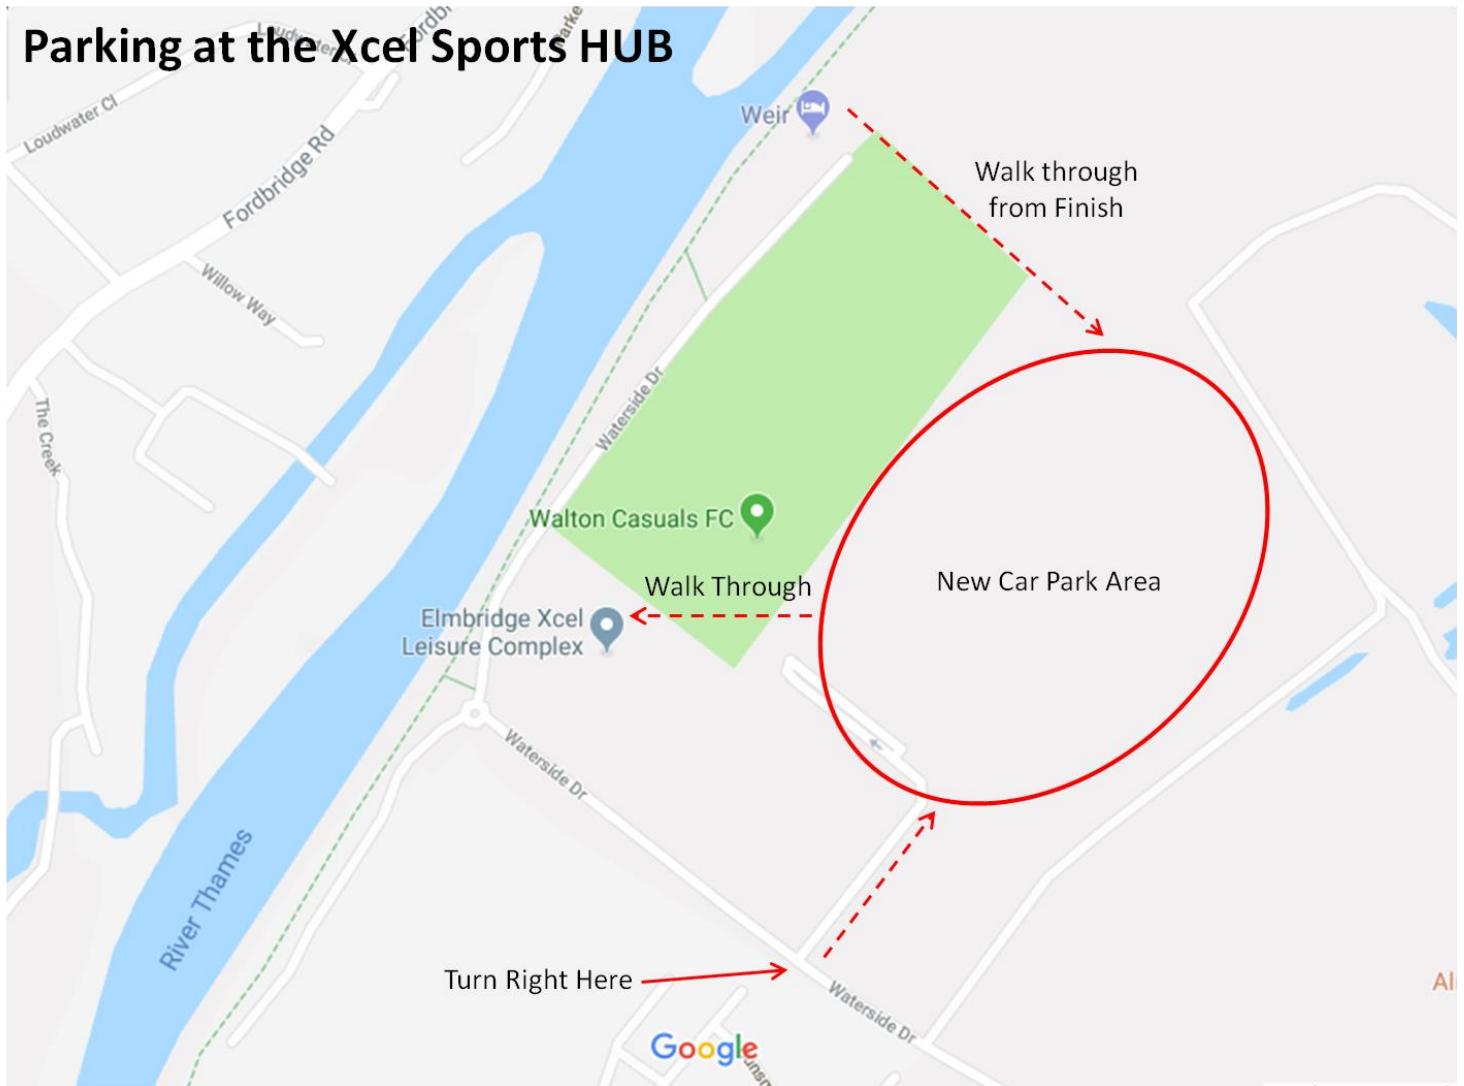 Parking at the Xcel Sports HUB
Loudwater Cl
Loudwater Cl
Fordbridge Rd
Willow Way
The Creek
Weir
Walk through
from Finish
Waterside Dr
Walton Casuals FC
Walk Through
New Car Park Area
Elmbridge Xcel
Leisure Complex
Waterside Dr
River Thames
Turn Right Here
Waterside Dr
Google